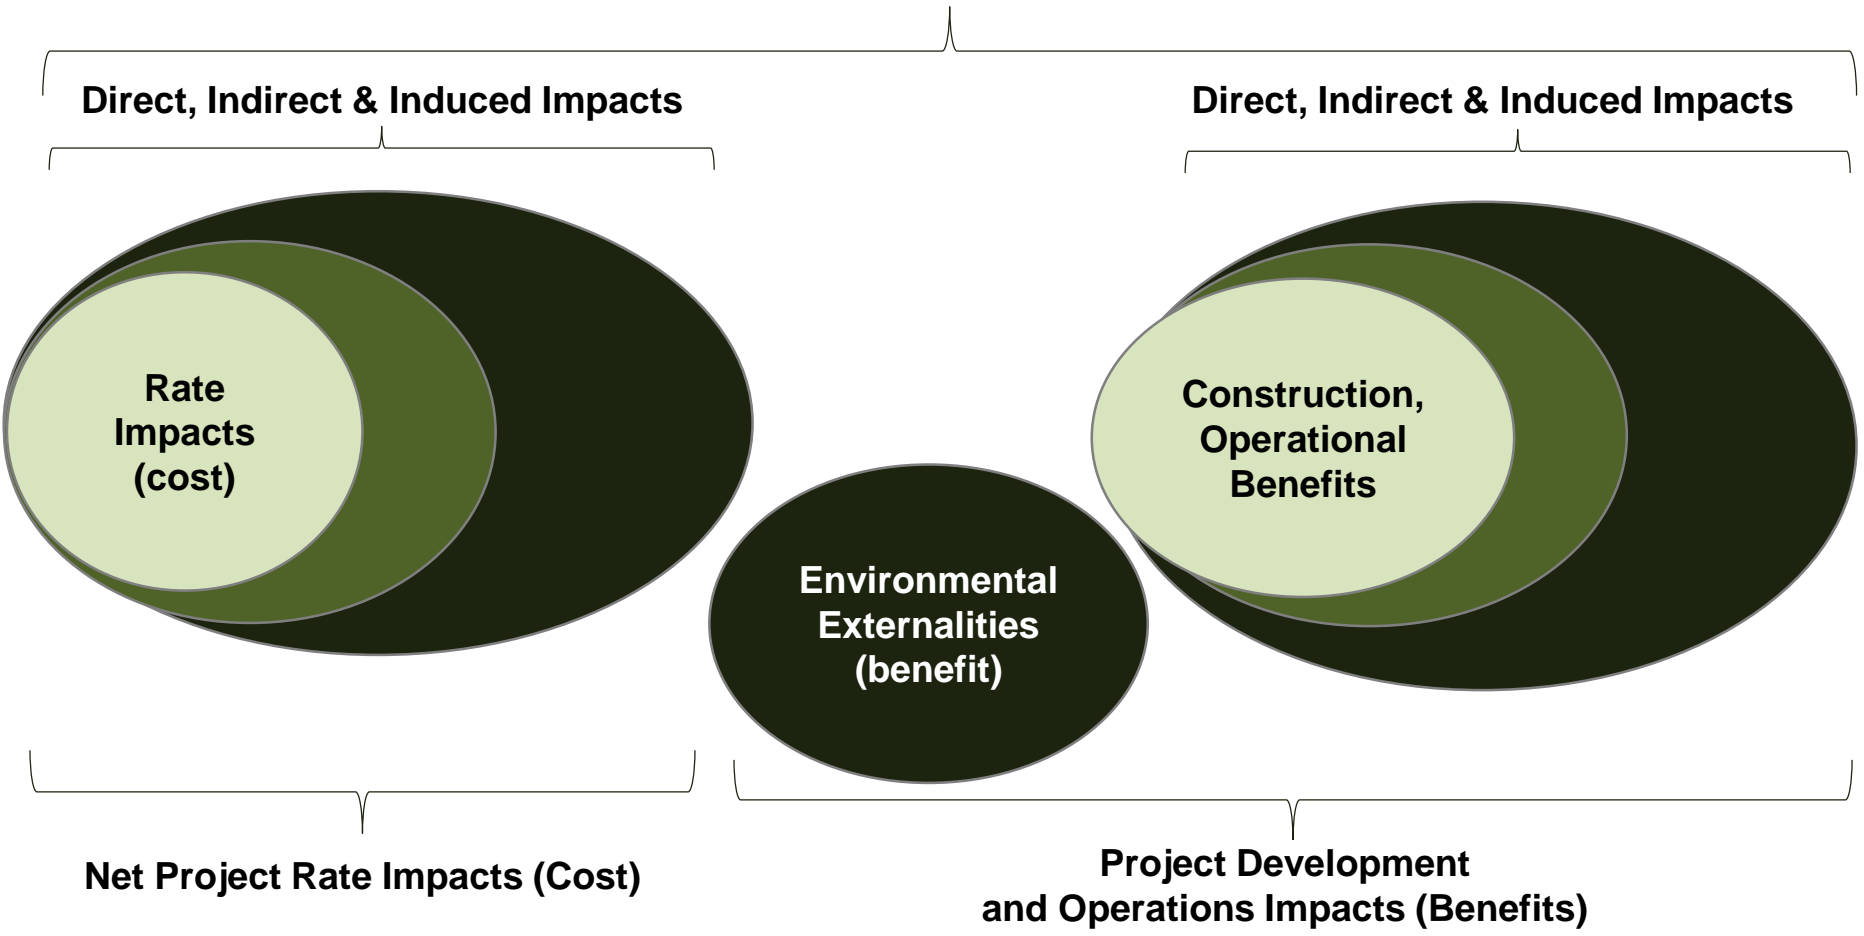 Direct, Indirect & Induced Impacts
Direct, Indirect & Induced Impacts
Rate
Impacts
(cost)
Construction,
Operational
Benefits
Environmental
Externalities
(benefit)
Net Project Rate Impacts (Cost)
Project Development
and Operations Impacts (Benefits)